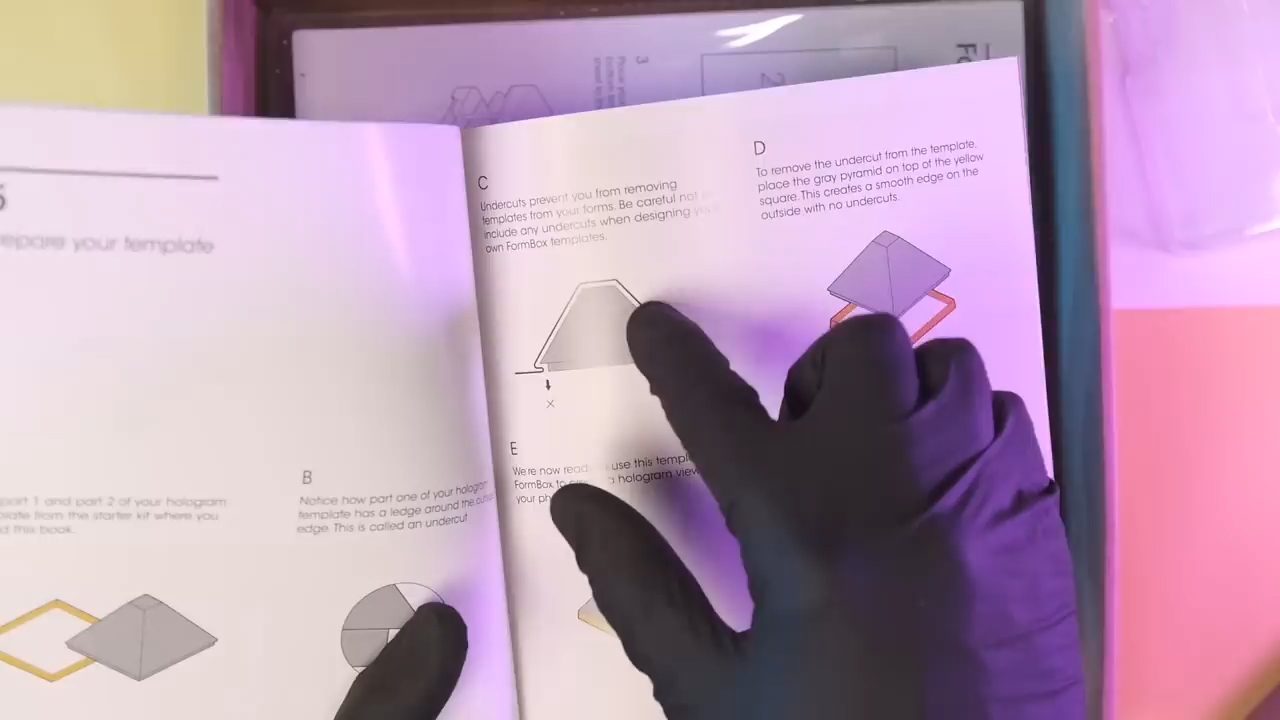 3
2
5
epare your template
part 1 and part 2 of your hologram
plate from the starter kit where you
d this book.
B
Notice how part one of your hologram
template has a ledge around the outside
edge. This is called an undercut
C
Undercuts prevent you from removing
templates from your forms. Be careful not
include any undercuts when designing your
own FormBox templates.
X
D
To remove the undercut from the template,
place the gray pyramid on top of the yellow
square. This creates a smooth edge on the
outside with no undercuts.
E
We're now read use this templ
FormBox to a hologram view
your ph